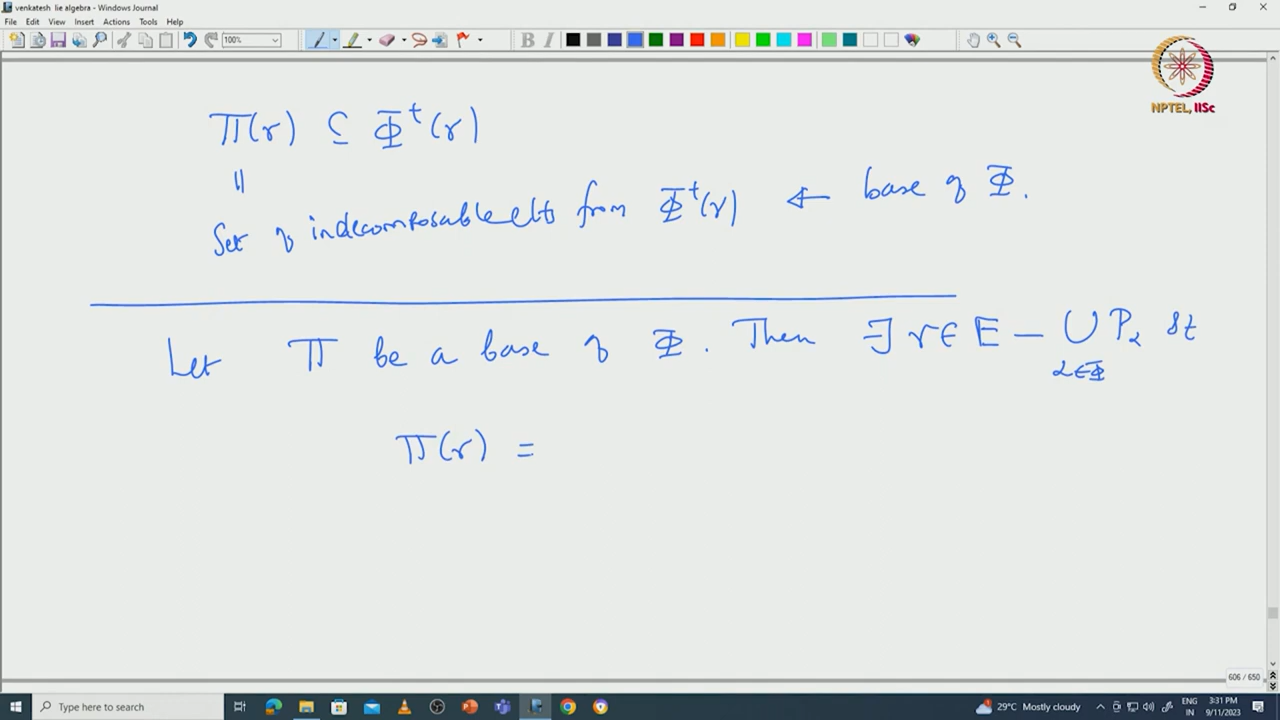 venkatesh lie algebra - Windows Journal
File Edit View Insert Actions Tools Help
100%
NPTEL, IISc
Π(γ) ⊆ Φ⁺(γ)
||
Set of indecomposable elts from Φ⁺(γ) ← base of Φ.
Let Π be a base of Φ. Then ∃ γ ∈ E − ∪ P_α st
α∈Φ
Π(γ) =
606 / 650
Type here to search
29°C Mostly cloudy
ENG
IN
3:31 PM
9/11/2023